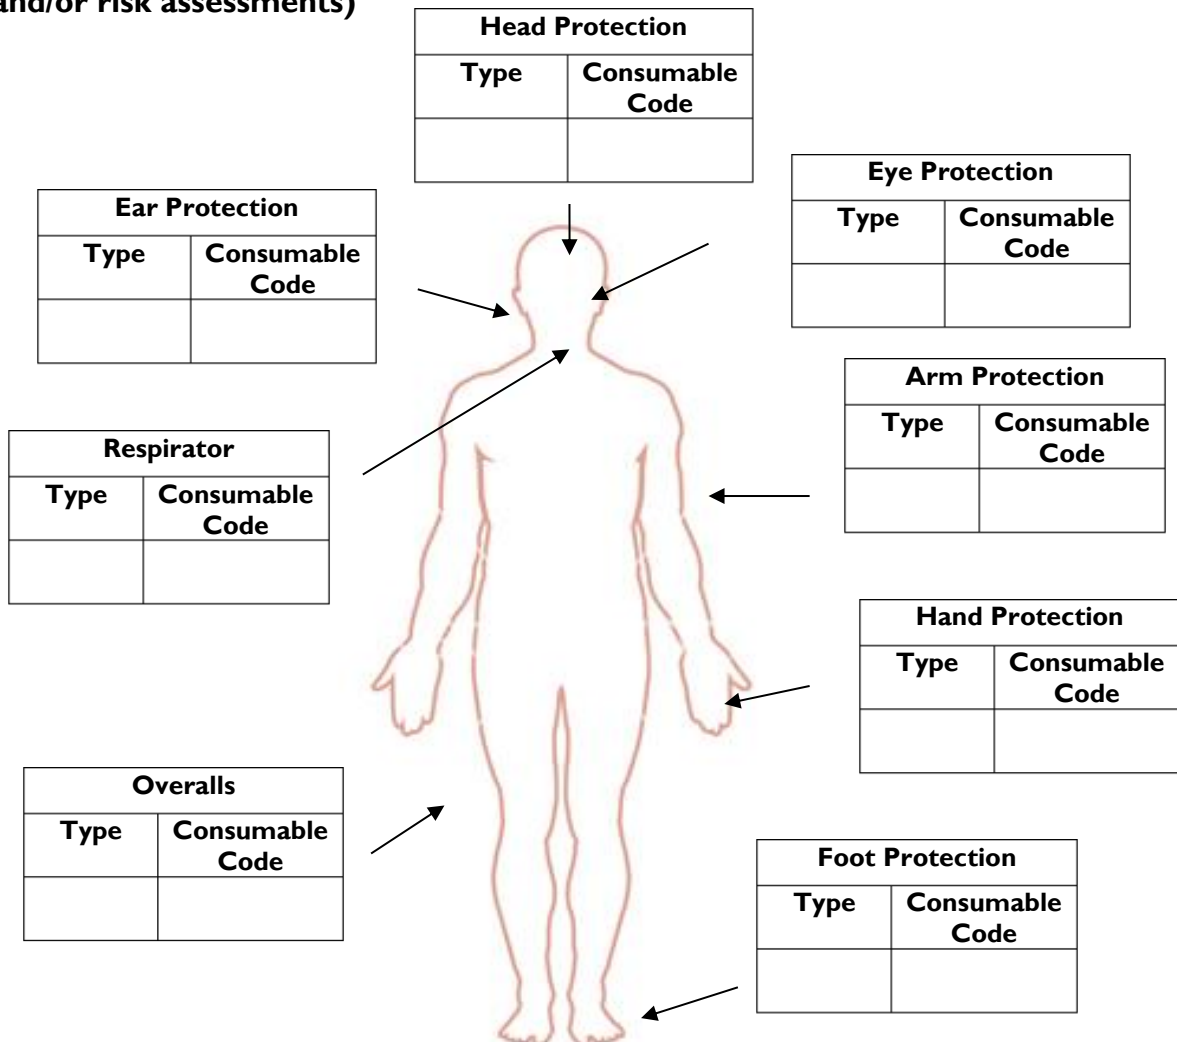 and/or risk assessments)
Head Protection
Type Consumable
Code
Eye Protection
Type Consumable
Code
Ear Protection
Type Consumable
Code
Arm Protection
Type Consumable
Code
Respirator
Type Consumable
Code
Hand Protection
Type Consumable
Code
Overalls
Type Consumable
Code
Foot Protection
Type Consumable
Code